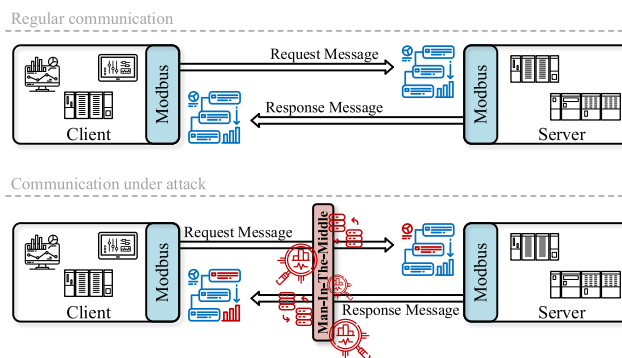 Regular communication
Request Message
Modbus
Modbus
Response Message
Client
Server
Communication under attack
Request Message
Man-In-The-Middle
Modbus
Modbus
Response Message
Client
Server